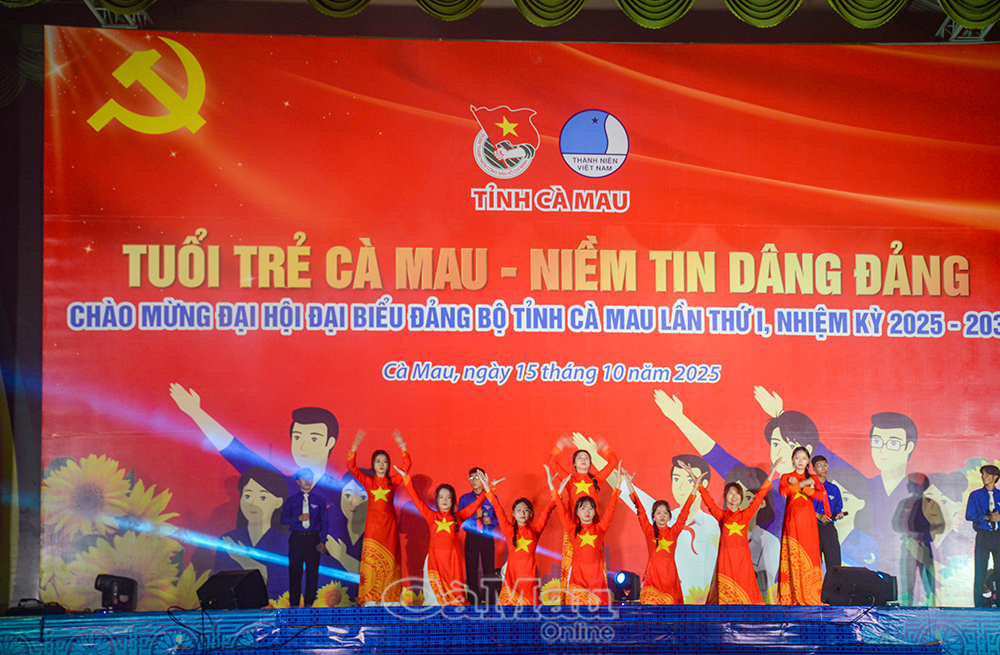 THANH NIÊN
VIỆT NAM
TỈNH CÀ MAU
TUỔI TRẺ CÀ MAU - NIỀM TIN DÂNG ĐẢNG
CHÀO MỪNG ĐẠI HỘI ĐẠI BIỂU ĐẢNG BỘ TỈNH CÀ MAU LẦN THỨ I, NHIỆM KỲ 2025 - 203
Cà Mau, ngày 15 tháng 10 năm 2025
Cà Mau
Online